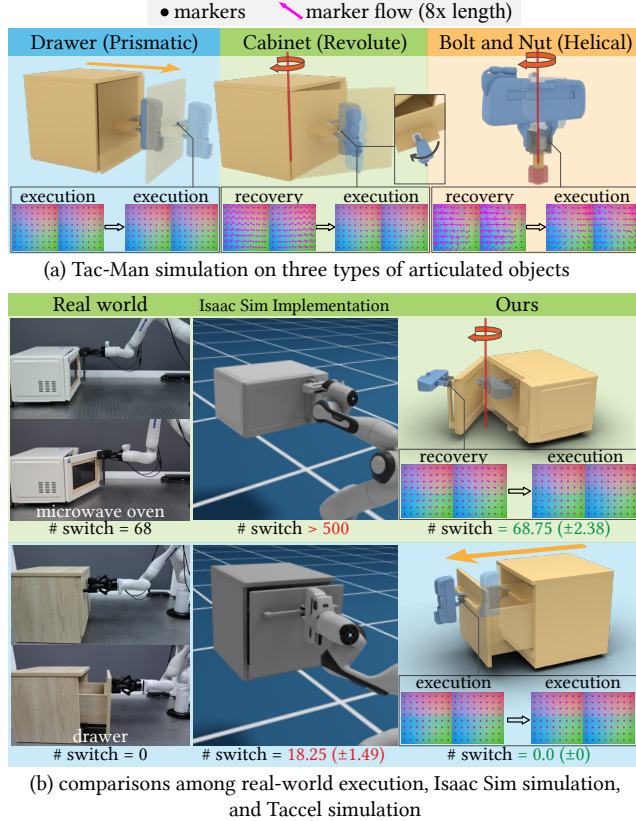 markers marker flow (8x length)
Drawer (Prismatic) Cabinet (Revolute) Bolt and Nut (Helical)
execution execution recovery execution recovery execution
(a) Tac-Man simulation on three types of articulated objects
Real world Isaac Sim Implementation Ours
recovery execution
microwave oven
# switch = 68 # switch > 500 # switch = 68.75 (±2.38)
execution execution
drawer
# switch = 0 # switch = 18.25 (±1.49) # switch = 0.0 (±0)
(b) comparisons among real-world execution, Isaac Sim simulation,
and Taccel simulation